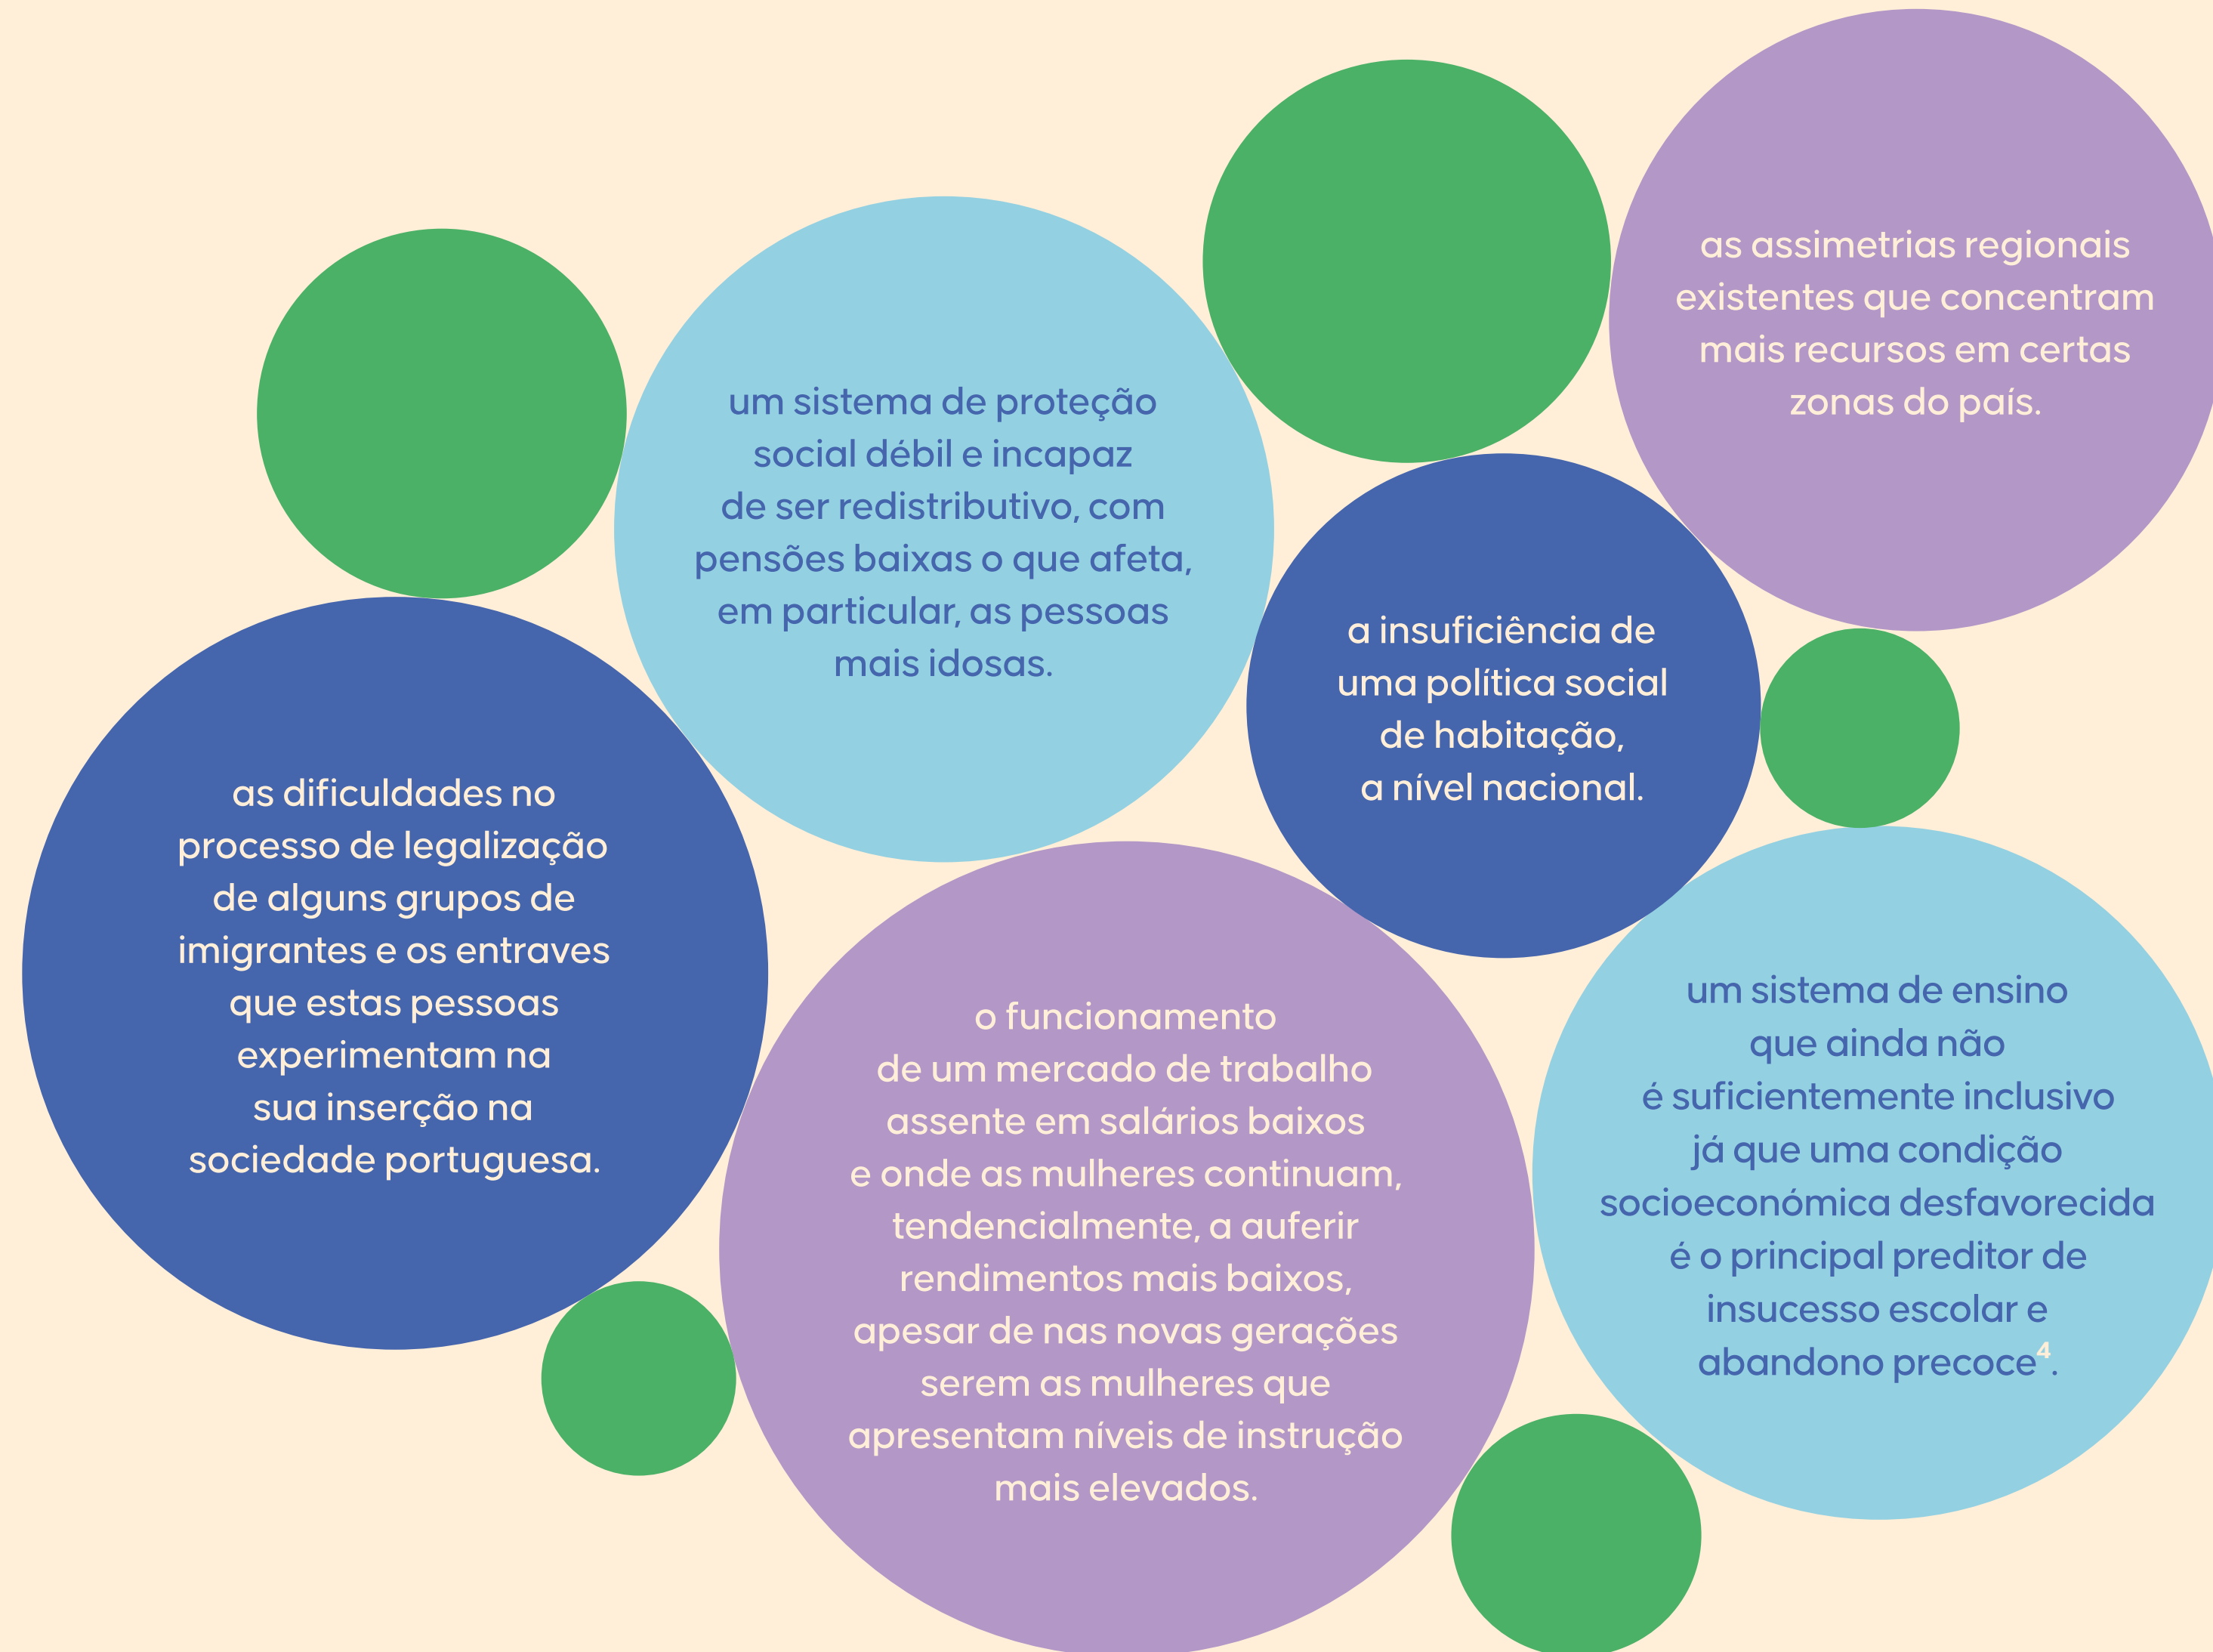 as assimetrias regionais
existentes que concentram
mais recursos em certas
zonas do país.
um sistema de proteção
social débil e incapaz
de ser redistributivo, com
pensões baixas o que afeta,
em particular, as pessoas
mais idosas.
a insuficiência de
uma política social
de habitação,
a nível nacional.
as dificuldades no
processo de legalização
de alguns grupos de
imigrantes e os entraves
que estas pessoas
experimentam na
sua inserção na
sociedade portuguesa.
o funcionamento
de um mercado de trabalho
assente em salários baixos
e onde as mulheres continuam,
tendencialmente, a auferir
rendimentos mais baixos,
apesar de nas novas gerações
serem as mulheres que
apresentam níveis de instrução
mais elevados.
um sistema de ensino
que ainda não
é suficientemente inclusivo
já que uma condição
socioeconómica desfavorecida
é o principal preditor de
insucesso escolar e
abandono precoce⁴.